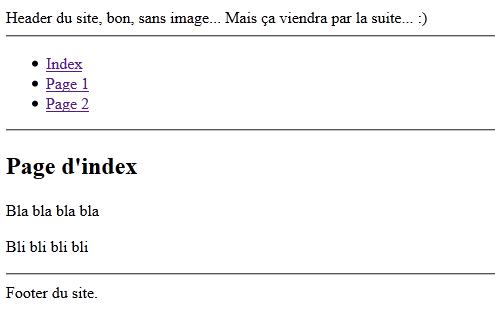 Header du site, bon, sans image... Mais ça viendra par la suite... :)
Index
Page 1
Page 2
Page d'index
Bla bla bla bla
Bli bli bli bli
Footer du site.